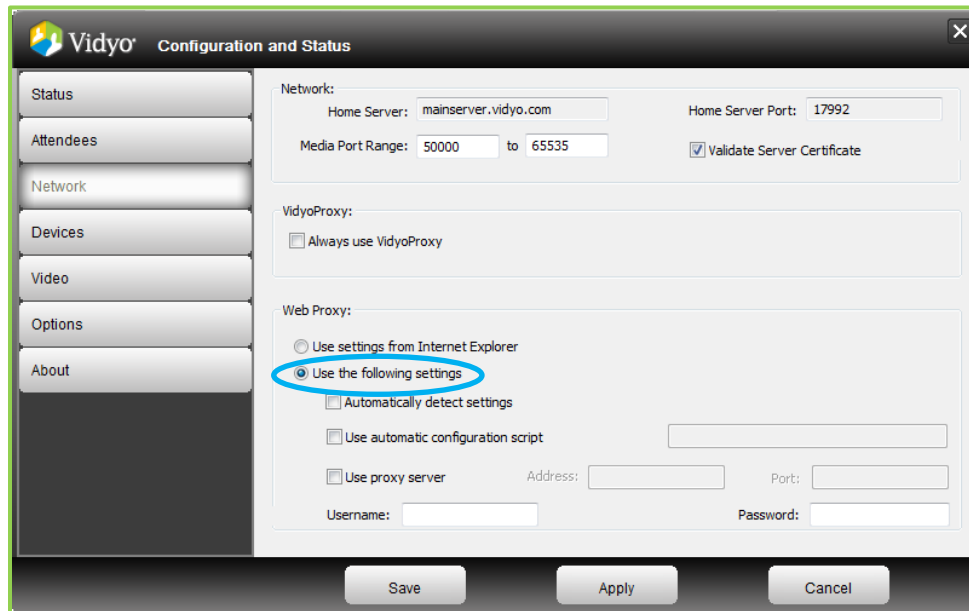 Vidyo® Configuration and Status
Status
Attendees
Network
Devices
Video
Options
About
Network:
Home Server: mainserver.vidyo.com Home Server Port: 17992
Media Port Range: 50000 to 65535 Validate Server Certificate
VidyoProxy:
Always use VidyoProxy
Web Proxy:
Use settings from Internet Explorer
Use the following settings
Automatically detect settings
Use automatic configuration script
Use proxy server Address: Port:
Username: Password:
Save Apply Cancel